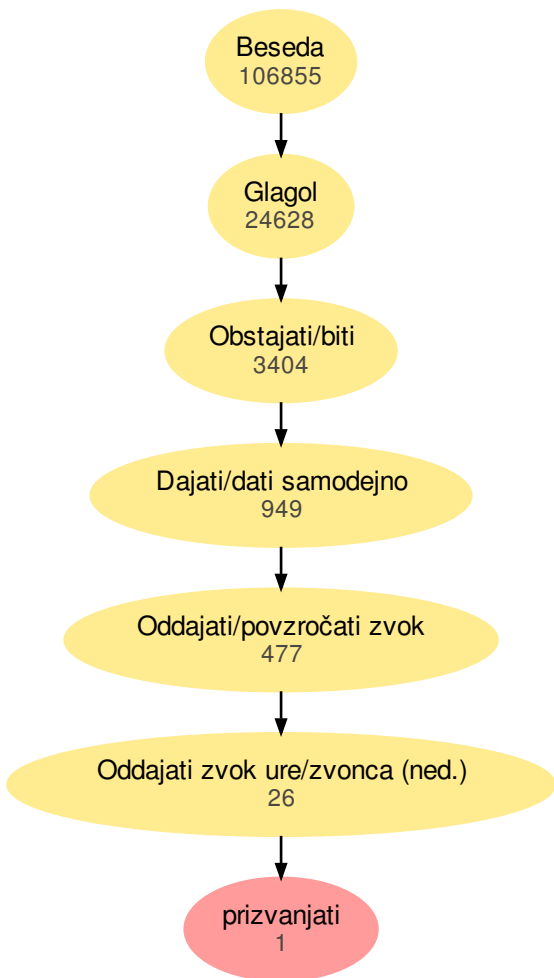 Beseda
106855
Glagol
24628
Obstajati/biti
3404
Dajati/dati samodejno
949
Oddajati/povzročati zvok
477
Oddajati zvok ure/zvonca (ned.)
26
prizvanjati
1